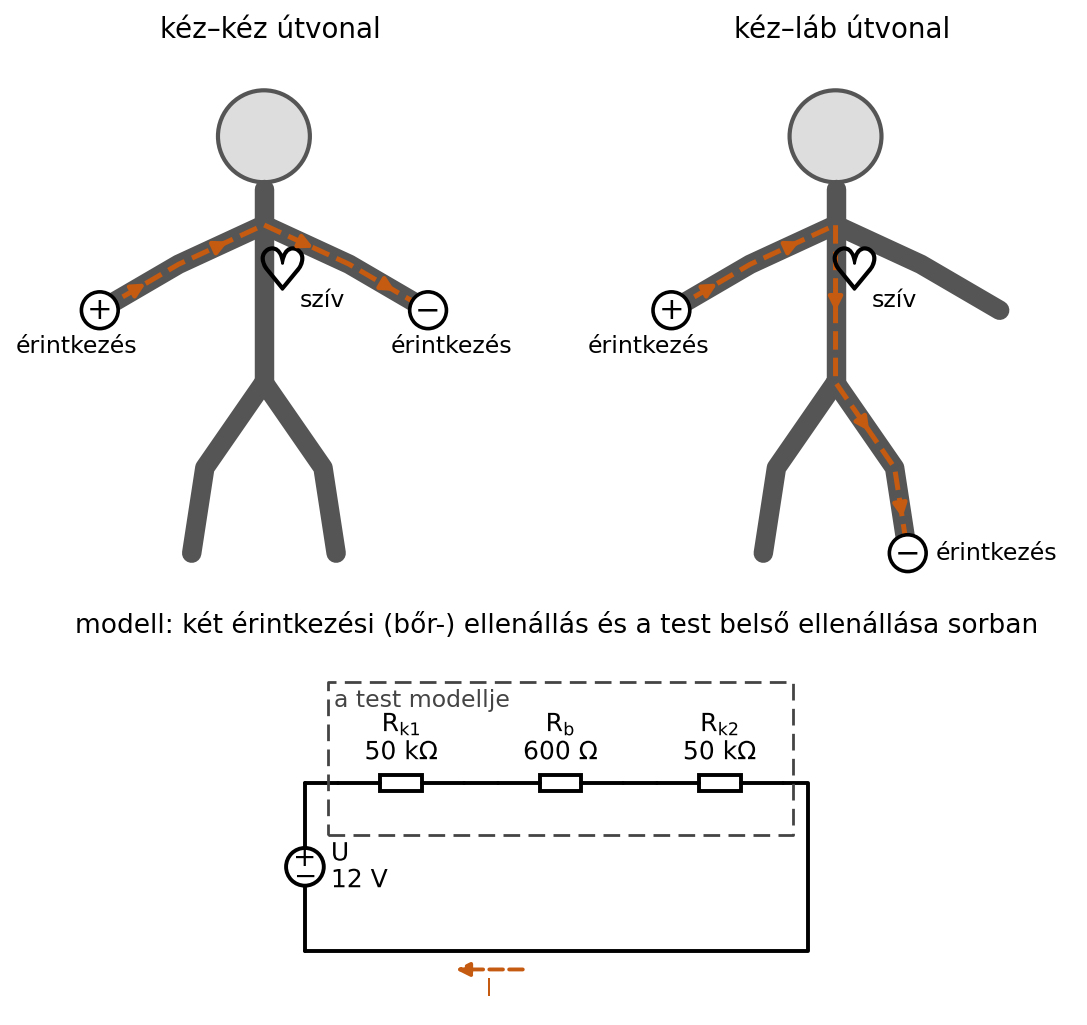 kéz–kéz útvonal
kéz–láb útvonal
szív
szív
+
−
+
érintkezés
érintkezés
érintkezés
− érintkezés
modell: két érintkezési (bőr-) ellenállás és a test belső ellenállása sorban
a test modellje
Rk1
Rb
Rk2
50 kΩ
600 Ω
50 kΩ
+
−
U
12 V
I